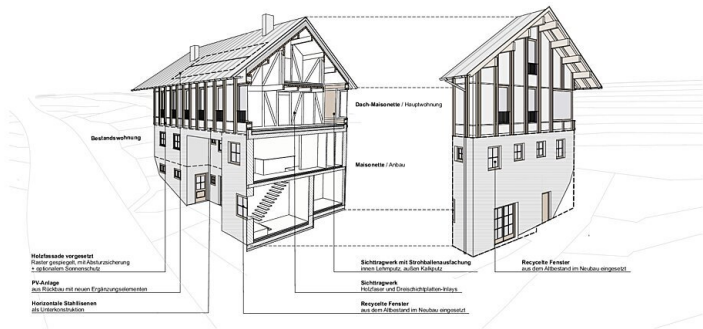 Dach-Maisonette / Hauptwohnung
Bestandswohnung
Maisonette / Anbau
Holzfassade vorgesetzt
Raster gespiegelt, mit Absturzsicherung
+ optionalem Sonnenschutz
PV-Anlage
aus Rückbau mit neuen Ergänzungselementen
Horizontale Stahllisenen
als Unterkonstruktion
Sichttragwerk mit Strohballenausfachung
innen Lehmputz, außen Kalkputz
Sichttragwerk
Holzfaser und Dreischichtplatten-Inlays
Recycelte Fenster
aus dem Altbestand im Neubau eingesetzt
Recycelte Fenster
aus dem Altbestand im Neubau eingesetzt